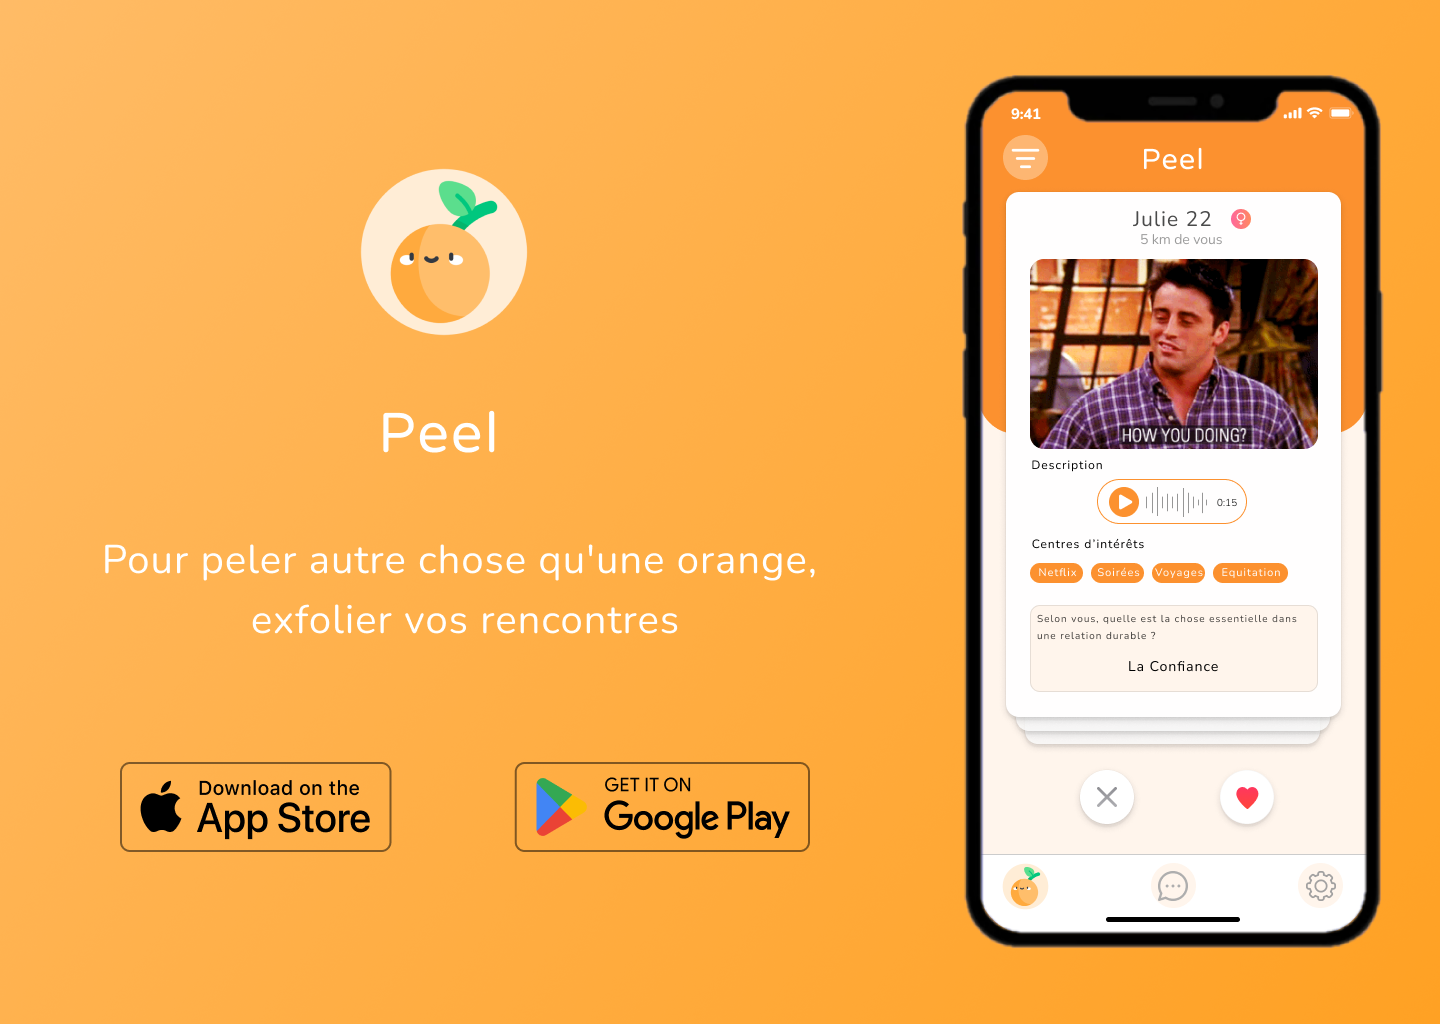 Peel
Pour peler autre chose qu'une orange,
exfolier vos rencontres
Download on the
App Store
GET IT ON
Google Play
9:41
Peel
Julie 22
5 km de vous
HOW YOU DOING?
Description
0:15
Centres d'intérêts
Netflix Soirées Voyages Equitation
Selon vous, quelle est la chose essentielle dans
une relation durable ?
La Confiance